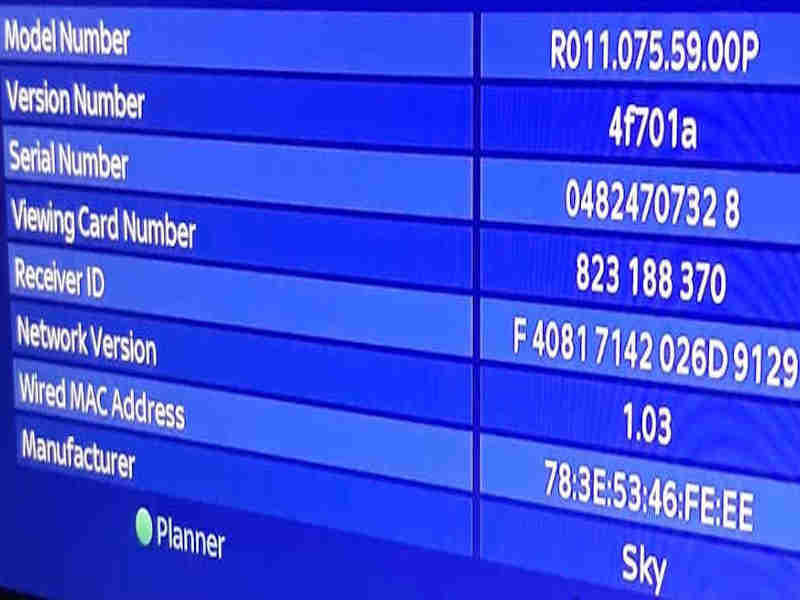 Model Number R011.075.59.00P
Version Number 4f701a
Serial Number 0482470732 8
Viewing Card Number 823 188 370
Receiver ID F 4081 7142 026D 9129
Network Version 1.03
Wired MAC Address 78:3E:53:46:FE:EE
Manufacturer Sky
Planner